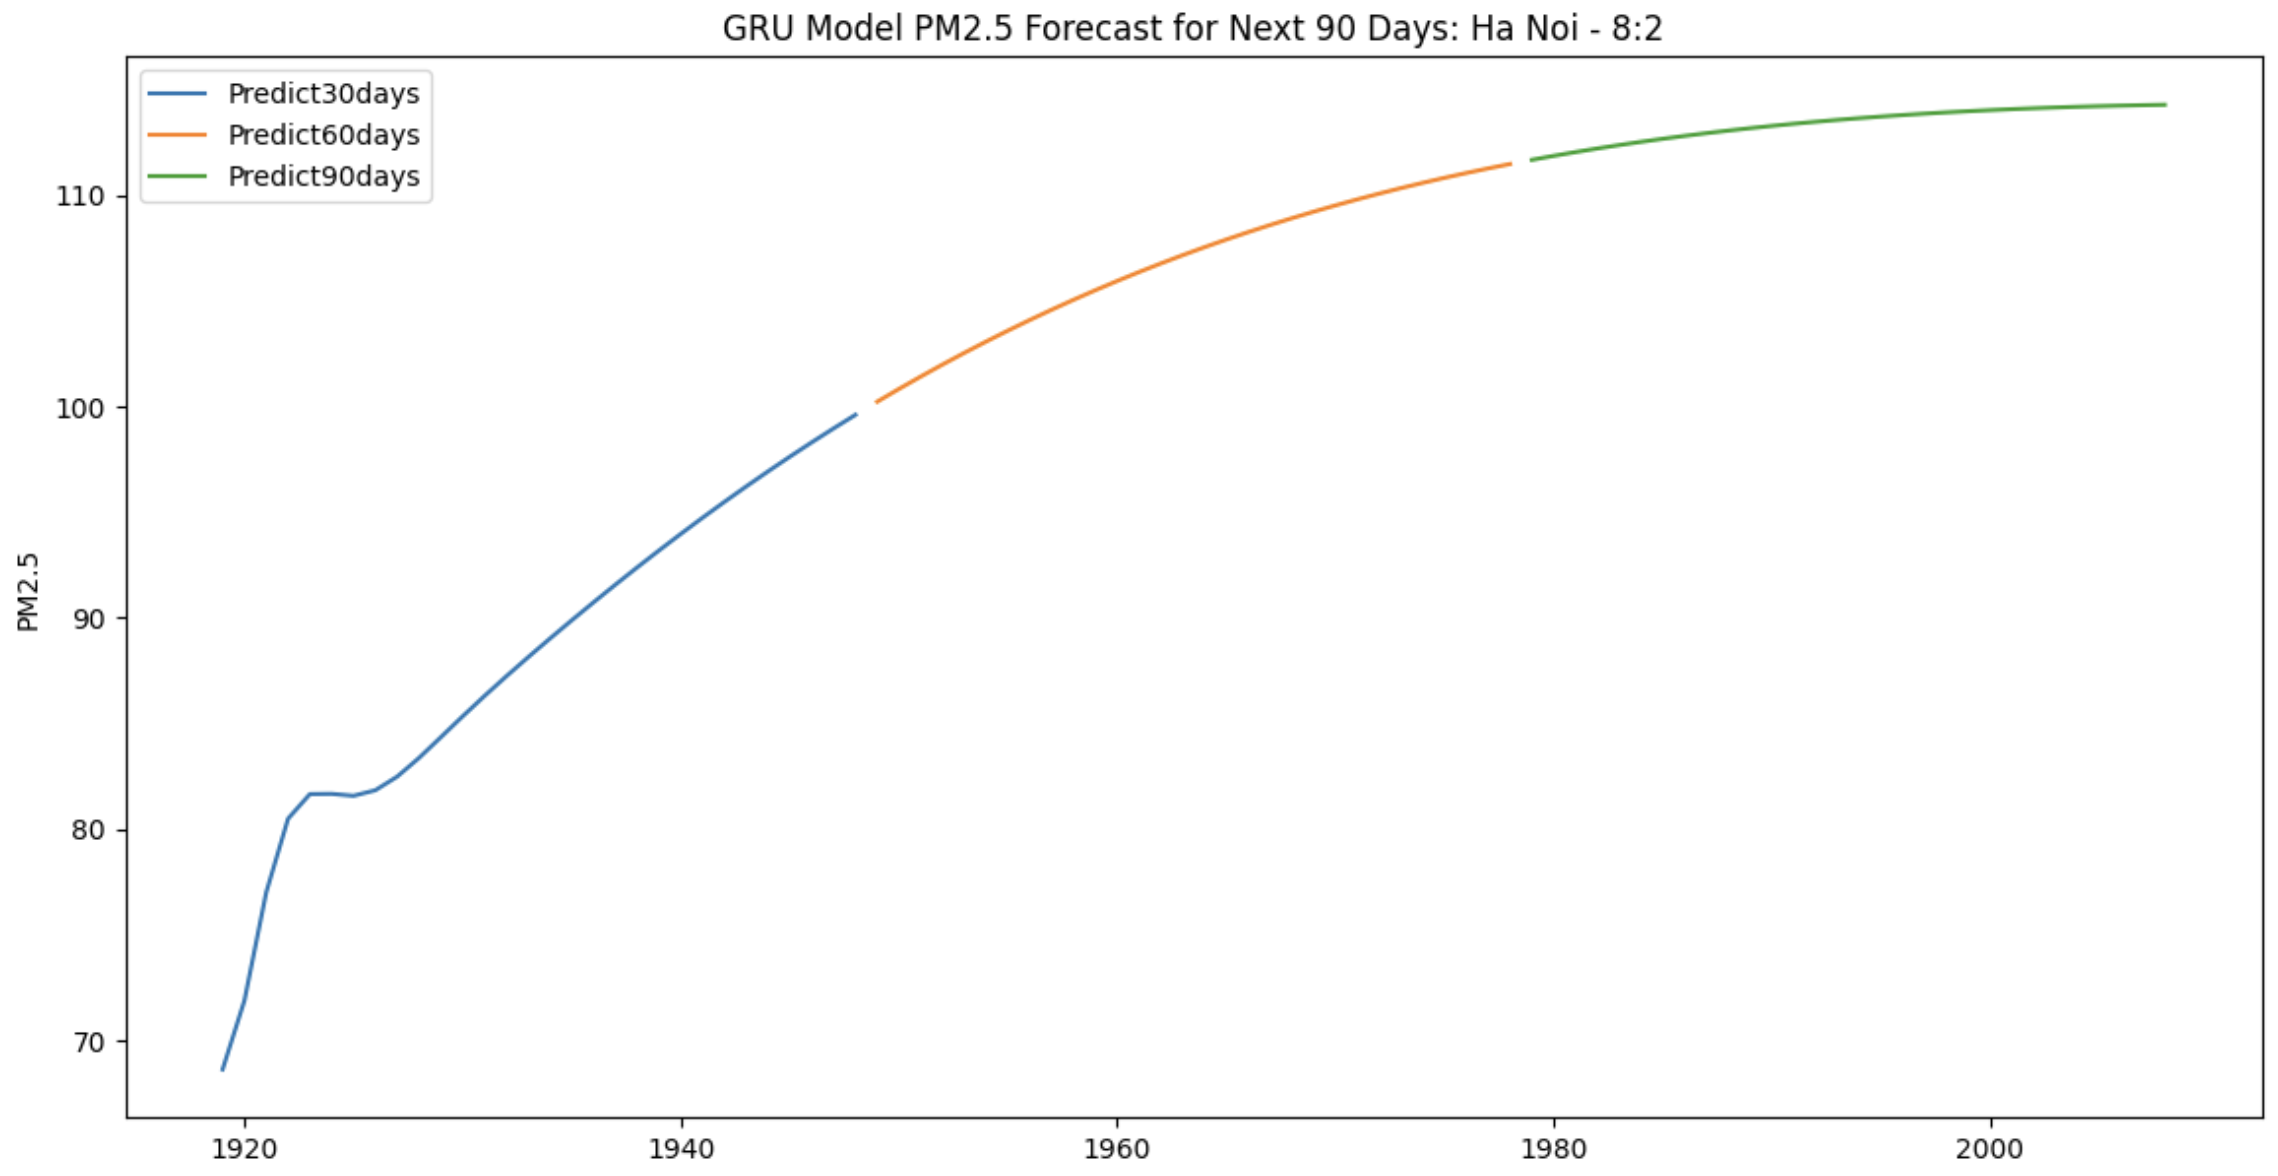 GRU Model PM2.5 Forecast for Next 90 Days: Ha Noi - 8:2
Predict30days
Predict60days
Predict90days
PM2.5
110
100
90
80
70
1920 1940 1960 1980 2000